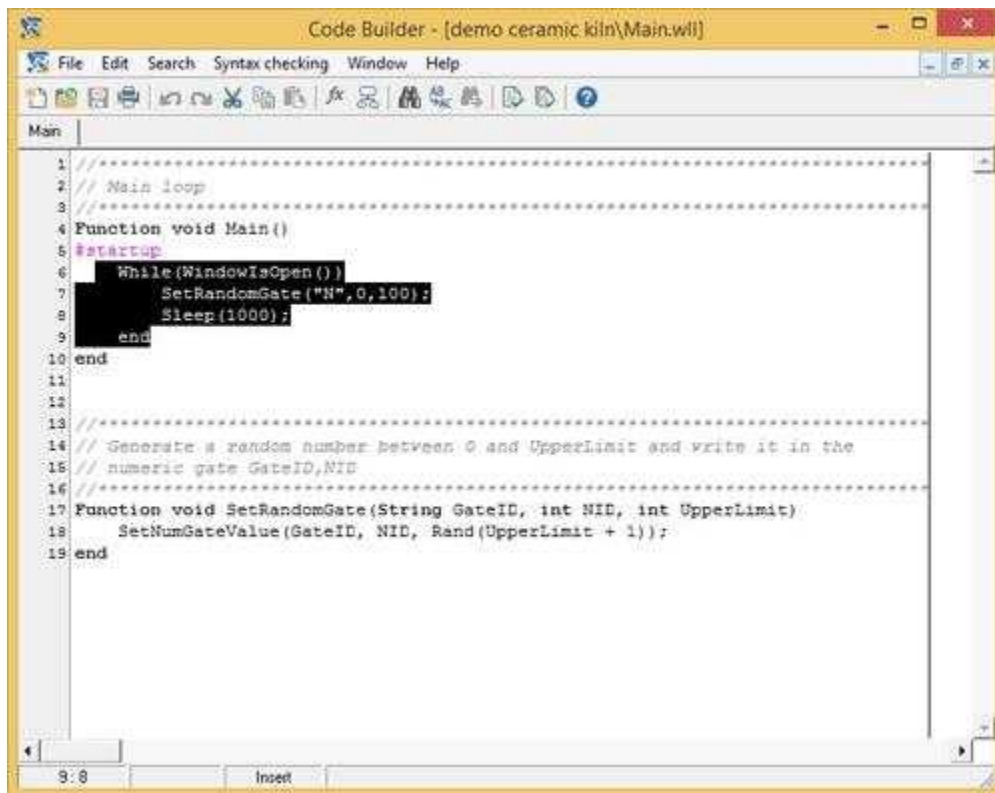 Code Builder - [demo ceramic kiln\Main.wli]
File Edit Search Syntax checking Window Help
Main
1 //*****************************************************************************
2 // Main loop
3 //*****************************************************************************
4 Function void Main()
5 #startup
6 While(WindowIsOpen())
7 SetRandomGate("N",0,100);
8 Sleep(1000);
9 end
10 end
11
12
13 //*****************************************************************************
14 // Generate a random number between 0 and UpperLimit and write it in the
15 // numeric gate GateID,NID
16 //*****************************************************************************
17 Function void SetRandomGate(String GateID, int NID, int UpperLimit)
18 SetNumGateValue(GateID, NID, Rand(UpperLimit + 1));
19 end
9: 8 Insert